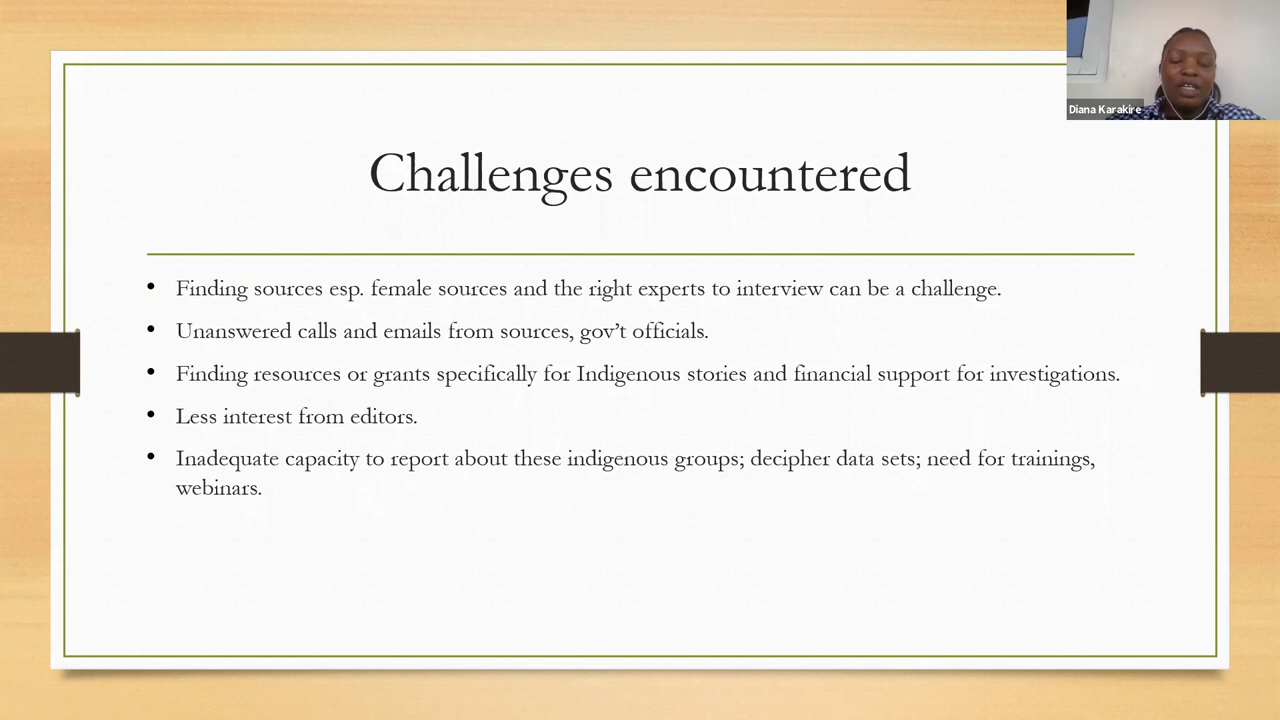 Diana Karakire
Challenges encountered
• Finding sources esp. female sources and the right experts to interview can be a challenge.
• Unanswered calls and emails from sources, gov’t officials.
• Finding resources or grants specifically for Indigenous stories and financial support for investigations.
• Less interest from editors.
• Inadequate capacity to report about these indigenous groups; decipher data sets; need for trainings,
webinars.